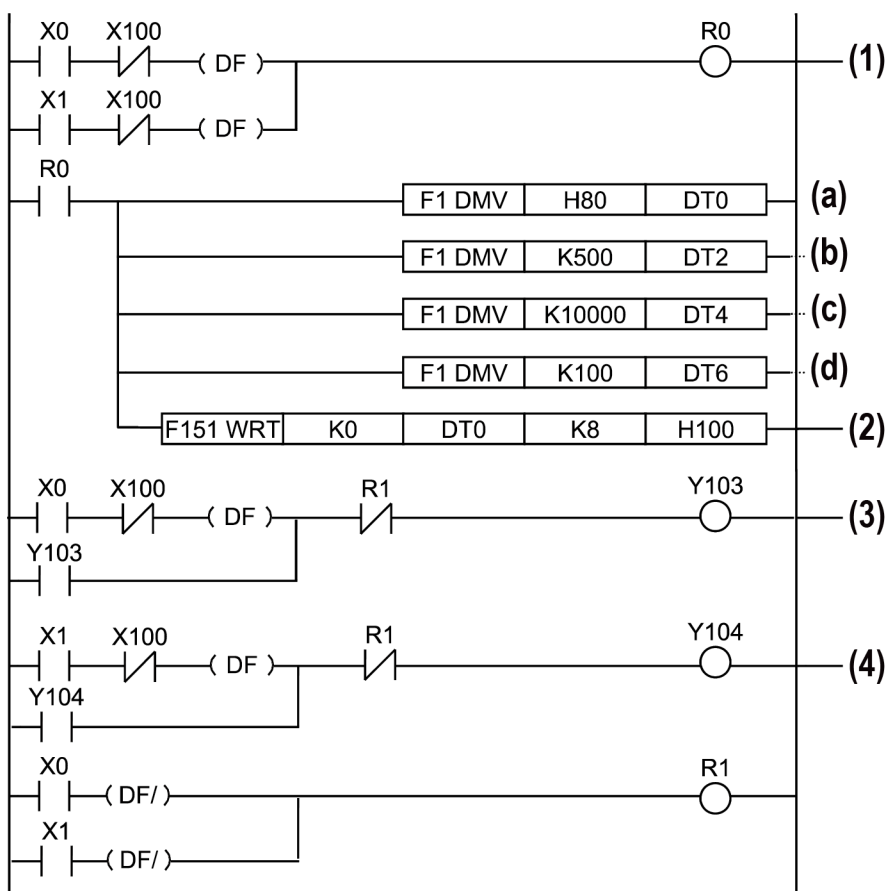 X0 X100 R0
( DF ) (1)
X1 X100
( DF )
R0
F1 DMV H80 DT0 (a)
F1 DMV K500 DT2 (b)
F1 DMV K10000 DT4 (c)
F1 DMV K100 DT6 (d)
F151 WRT K0 DT0 K8 H100 (2)
X0 X100 R1 Y103
( DF ) (3)
Y103
X1 X100 R1 Y104
( DF ) (4)
Y104
X0 R1
( DF/ )
X1
( DF/ )